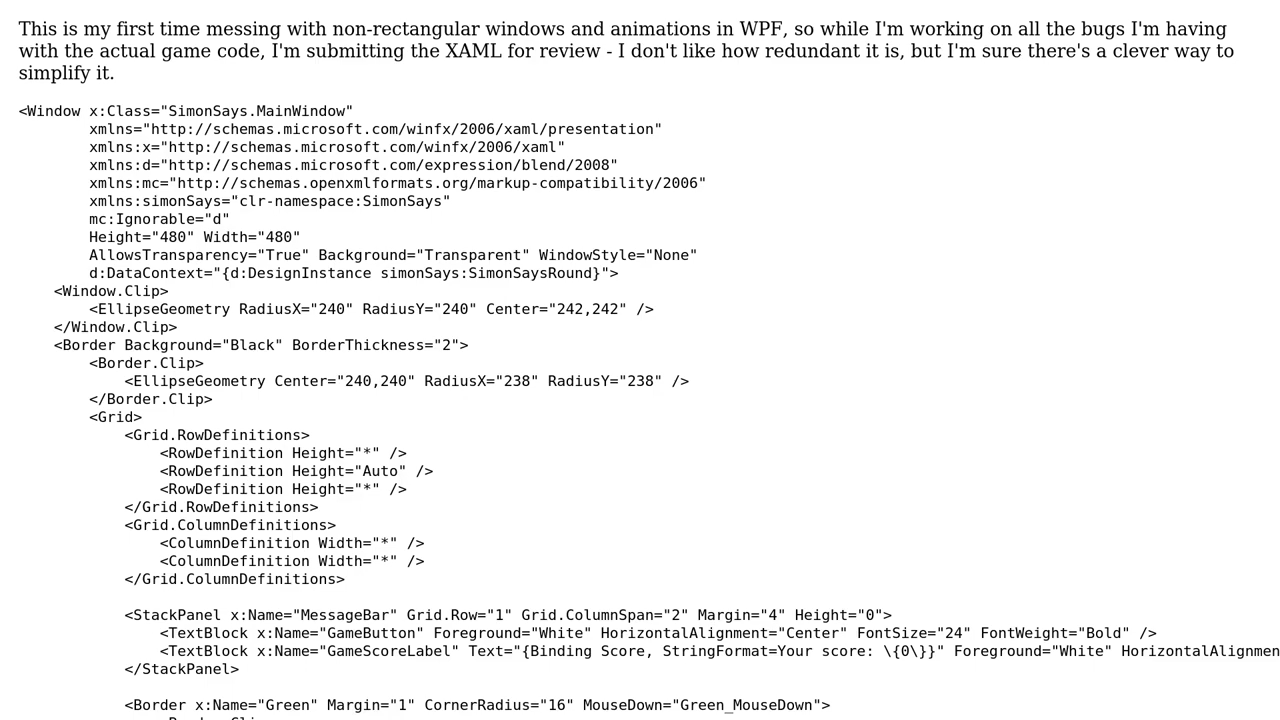 This is my first time messing with non-rectangular windows and animations in WPF, so while I'm working on all the bugs I'm having
with the actual game code, I'm submitting the XAML for review - I don't like how redundant it is, but I'm sure there's a clever way to
simplify it.
<Window x:Class="SimonSays.MainWindow"
        xmlns="http://schemas.microsoft.com/winfx/2006/xaml/presentation"
        xmlns:x="http://schemas.microsoft.com/winfx/2006/xaml"
        xmlns:d="http://schemas.microsoft.com/expression/blend/2008"
        xmlns:mc="http://schemas.openxmlformats.org/markup-compatibility/2006"
        xmlns:simonSays="clr-namespace:SimonSays"
        mc:Ignorable="d"
        Height="480" Width="480"
        AllowsTransparency="True" Background="Transparent" WindowStyle="None"
        d:DataContext="{d:DesignInstance simonSays:SimonSaysRound}">
    <Window.Clip>
        <EllipseGeometry RadiusX="240" RadiusY="240" Center="242,242" />
    </Window.Clip>
    <Border Background="Black" BorderThickness="2">
        <Border.Clip>
            <EllipseGeometry Center="240,240" RadiusX="238" RadiusY="238" />
        </Border.Clip>
        <Grid>
            <Grid.RowDefinitions>
                <RowDefinition Height="*" />
                <RowDefinition Height="Auto" />
                <RowDefinition Height="*" />
            </Grid.RowDefinitions>
            <Grid.ColumnDefinitions>
                <ColumnDefinition Width="*" />
                <ColumnDefinition Width="*" />
            </Grid.ColumnDefinitions>
            <StackPanel x:Name="MessageBar" Grid.Row="1" Grid.ColumnSpan="2" Margin="4" Height="0">
                <TextBlock x:Name="GameButton" Foreground="White" HorizontalAlignment="Center" FontSize="24" FontWeight="Bold" />
                <TextBlock x:Name="GameScoreLabel" Text="{Binding Score, StringFormat=Your score: \{0\}}" Foreground="White" HorizontalAlignmen
            </StackPanel>
            <Border x:Name="Green" Margin="1" CornerRadius="16" MouseDown="Green_MouseDown">